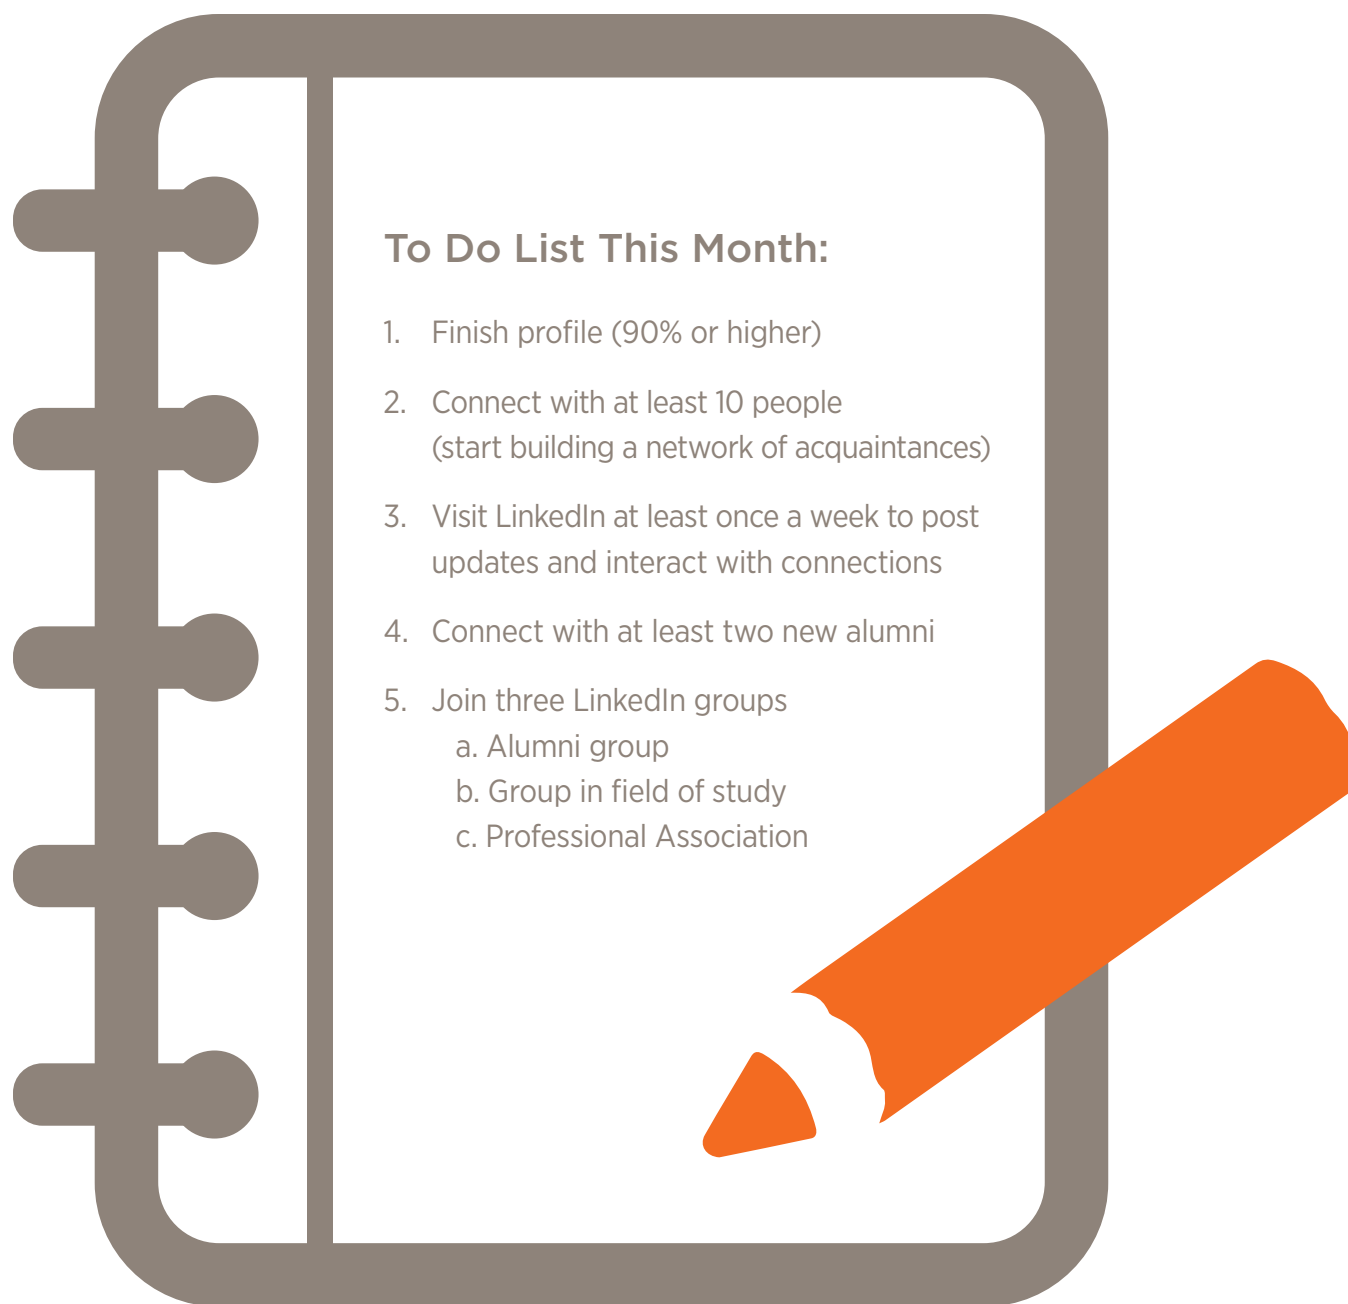 To Do List This Month:
1. Finish profile (90% or higher)
2. Connect with at least 10 people
(start building a network of acquaintances)
3. Visit LinkedIn at least once a week to post
updates and interact with connections
4. Connect with at least two new alumni
5. Join three LinkedIn groups
a. Alumni group
b. Group in field of study
c. Professional Association